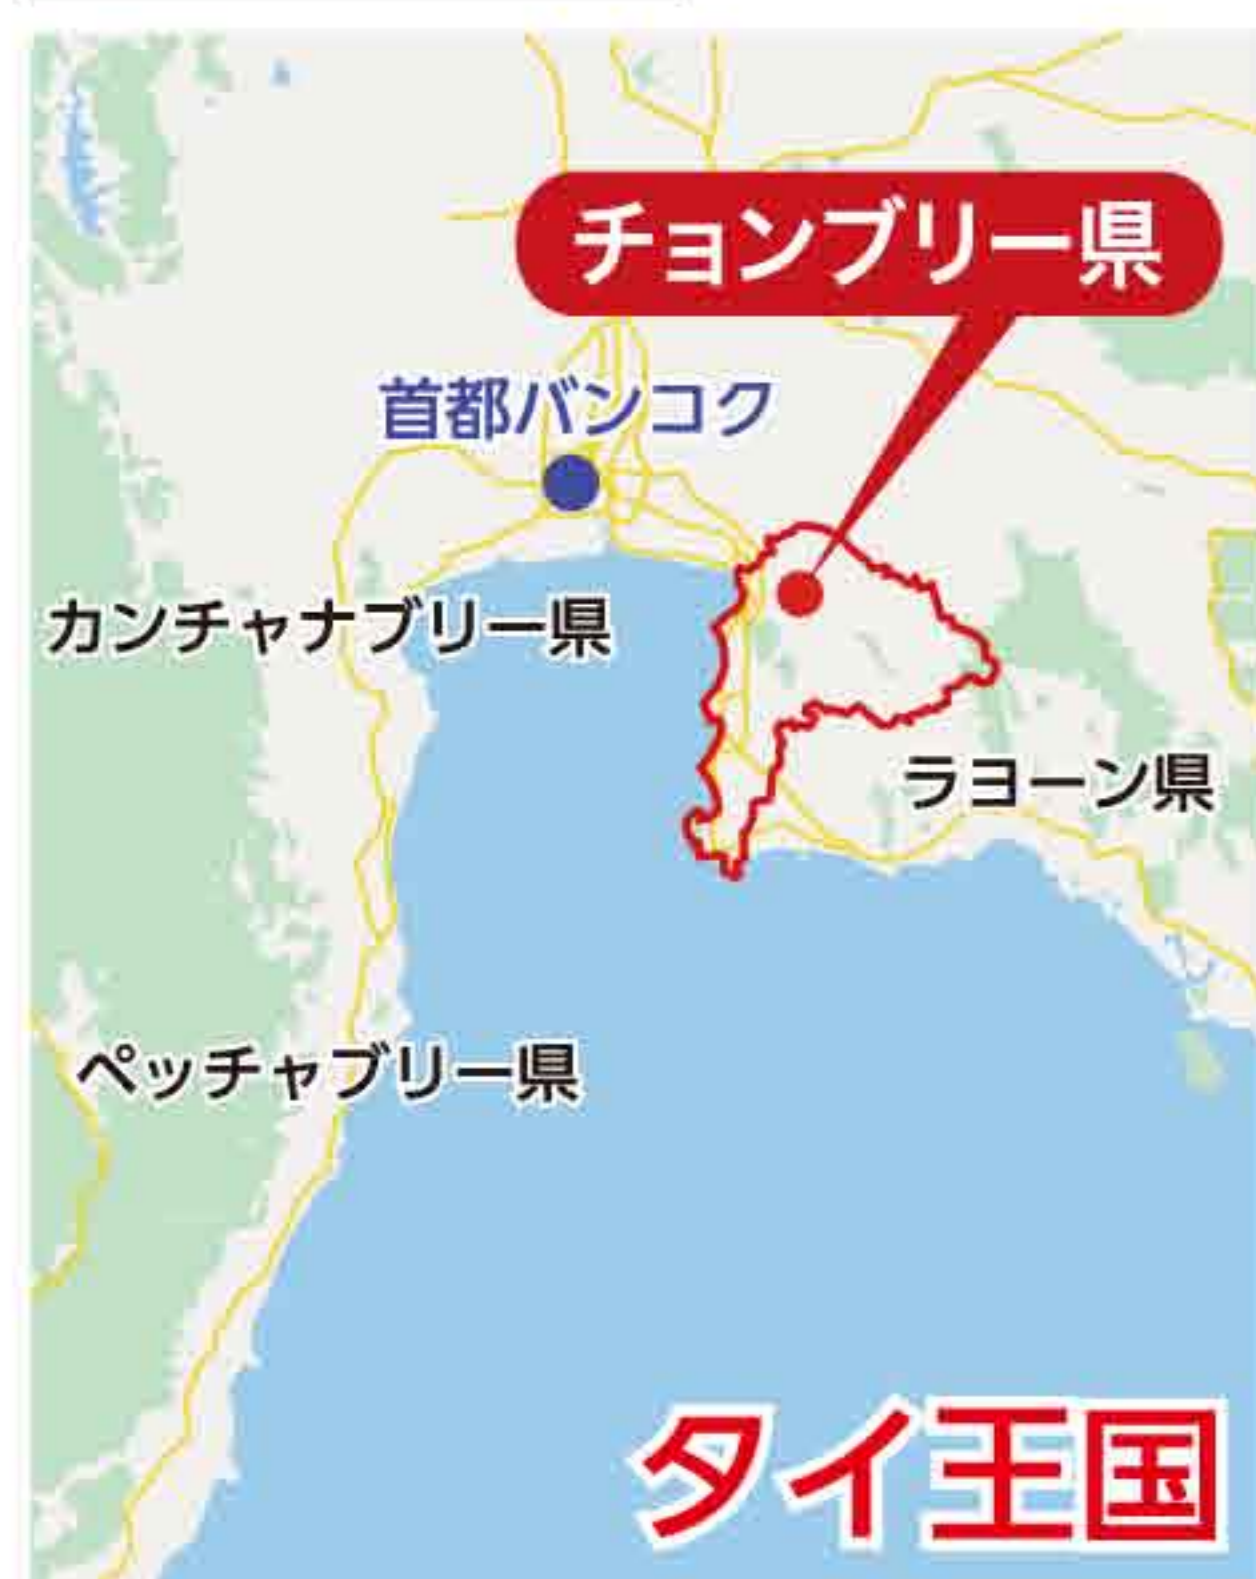 チョンブリー県
首都バンコク
カンチャナブリー県
ラヨーン県
ペッチャブリー県
タイ王国